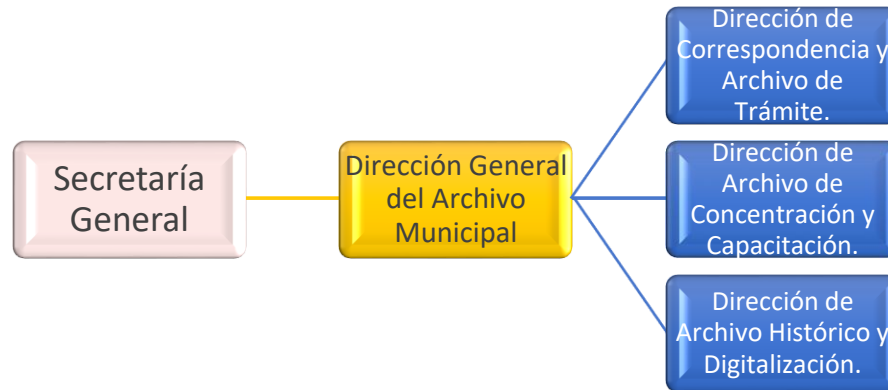 Secretaría
General
Dirección General
del Archivo
Municipal
Dirección de
Correspondencia y
Archivo de
Trámite.
Dirección de
Archivo de
Concentración y
Capacitación.
Dirección de
Archivo Histórico y
Digitalización.